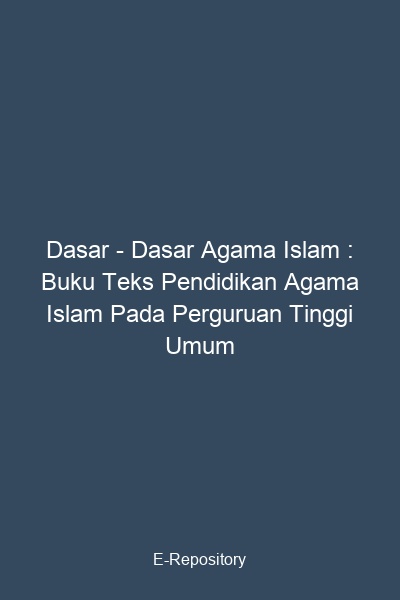 Dasar - Dasar Agama Islam :
Buku Teks Pendidikan Agama
Islam Pada Perguruan Tinggi
Umum
E-Repository